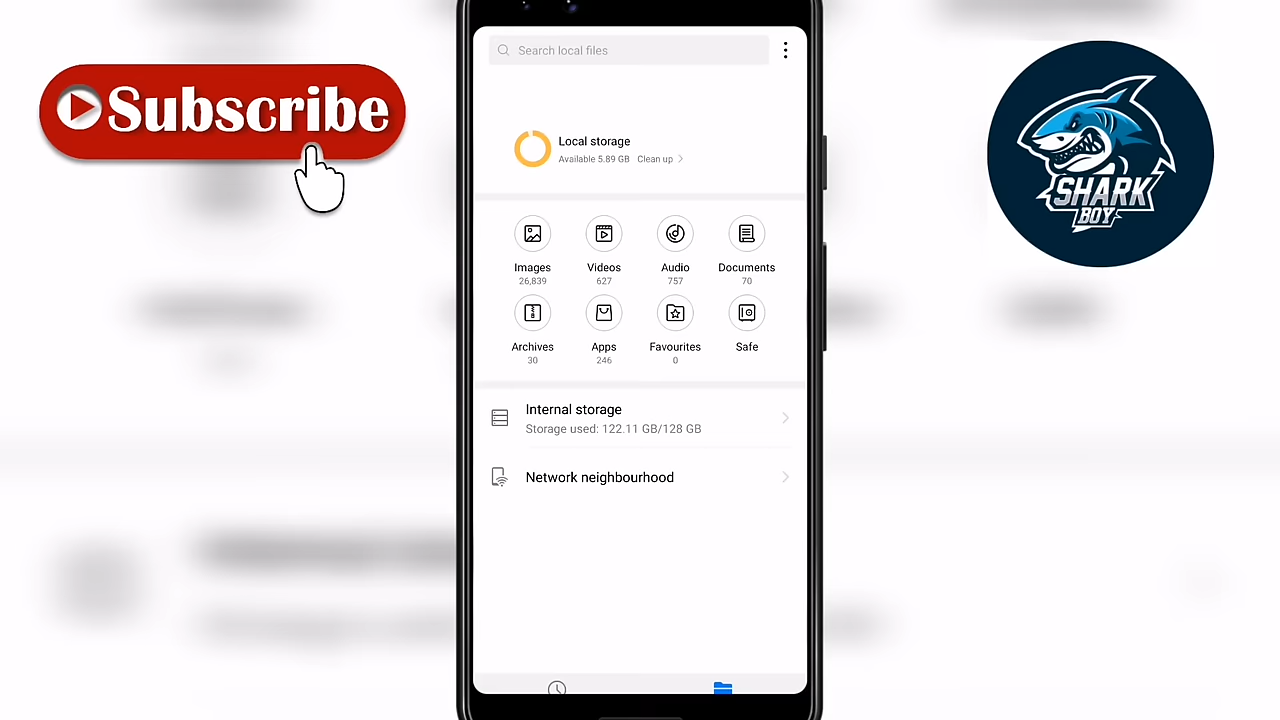 Search local files
Subscribe
Local storage
Available 5.89 GB Clean up
SHARK
BOY
Images
Videos
Audio
Documents
26,839
627
757
70
Archives
Apps
Favourites
Safe
30
246
0
Internal storage
Storage used: 122.11 GB/128 GB
Network neighbourhood